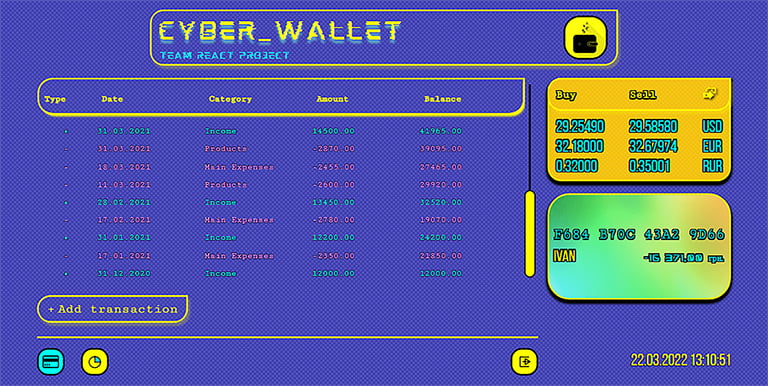 CYBER_WALLET
TEAM REACT PROJECT
Type Date Category Amount Balance
+ 31.03.2021 Income 14500.00 41965.00
- 31.03.2021 Products -2870.00 39095.00
18.03.2021 Main Expenses -2455.00 27465.00
- 11.03.2021 Products -2600.00 29920.00
+ 28.02.2021 Income 13450.00 32520.00
- 17.02.2021 Main Expenses -2780.00 19070.00
+ 31.01.2021 Income 12200.00 24200.00
- 17.01.2021 Main Expenses -2350.00 21850.00
+ 31.12.2020 Income 12000.00 12000.00
+ Add transaction
Buy Sell
29.25490 29.58580 USD
32.18000 32.67974 EUR
0.32000 0.35001 RUR
F684 B70C 43A2 9D66
IVAN
22.03.2022 13:10:51